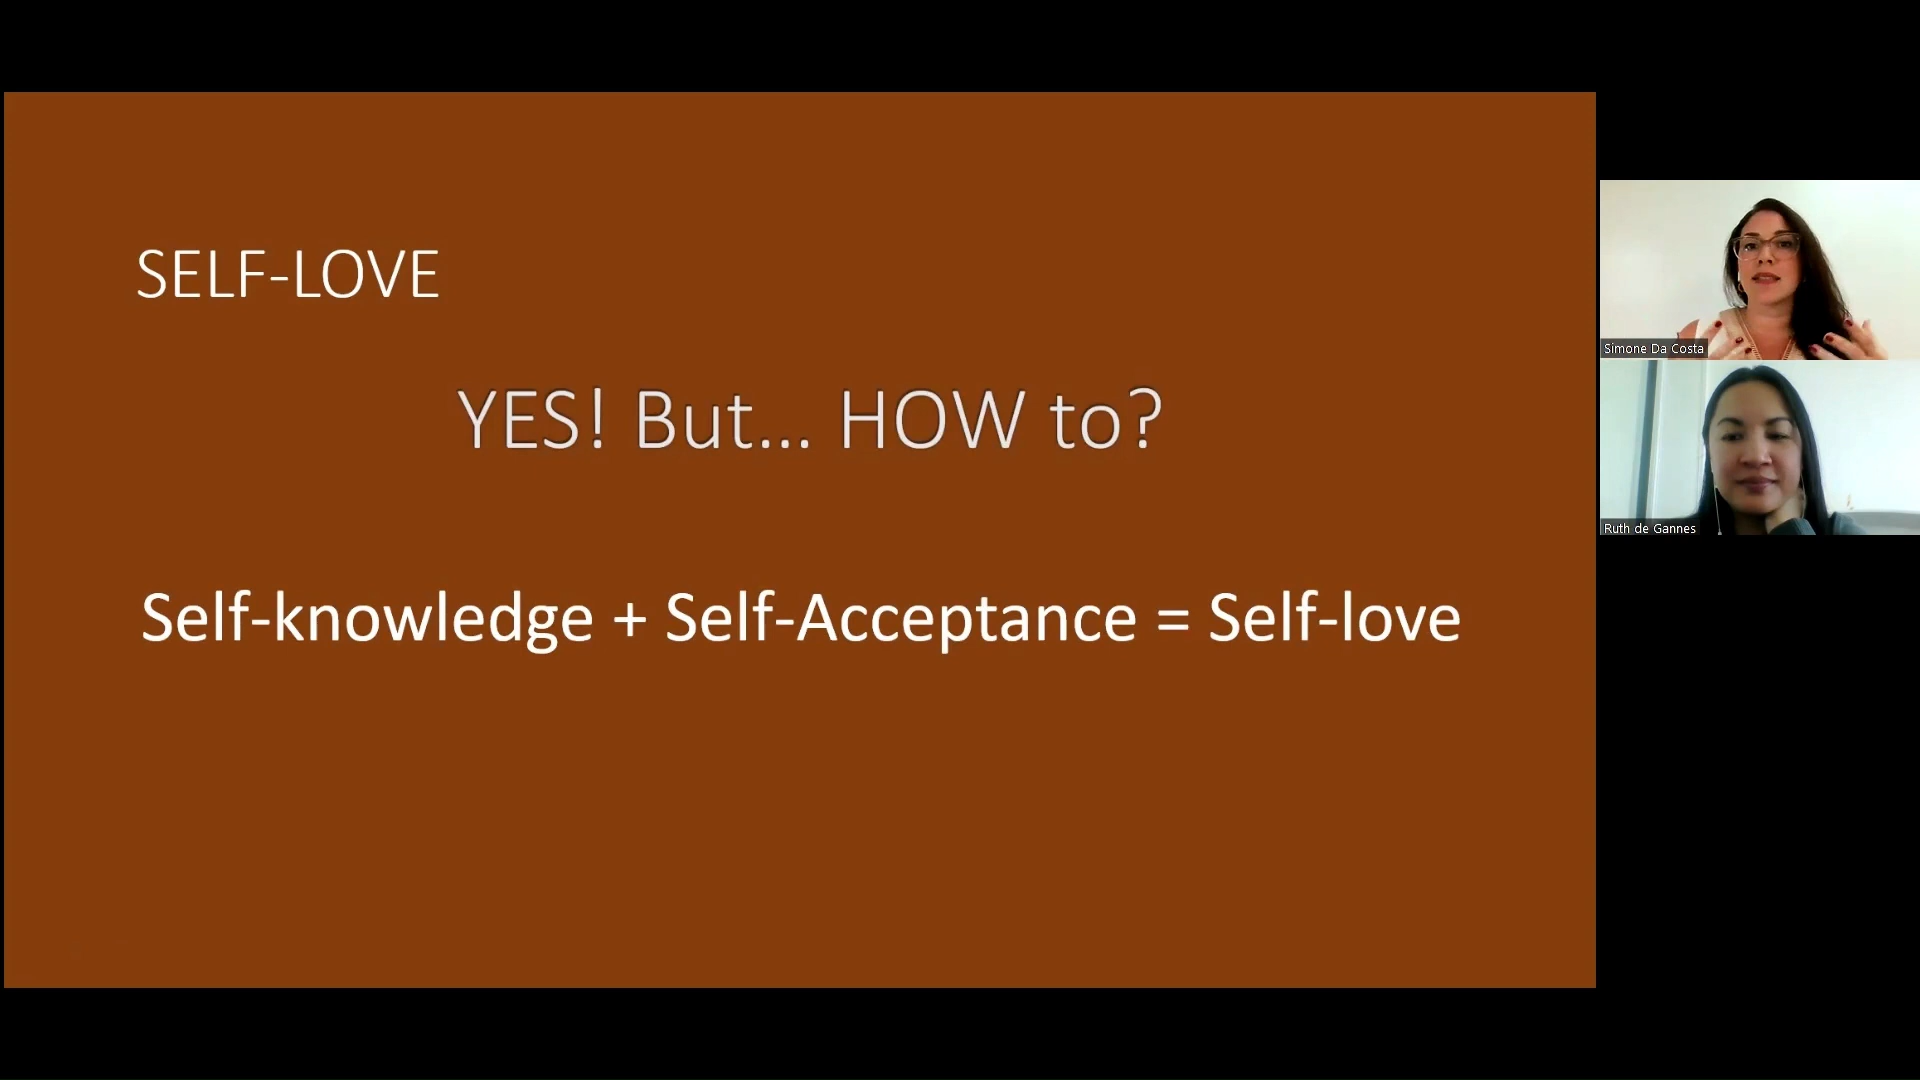 SELF-LOVE
YES! But... HOW to?
Self-knowledge + Self-Acceptance = Self-love
Simone Da Costa
Ruth de Gannes